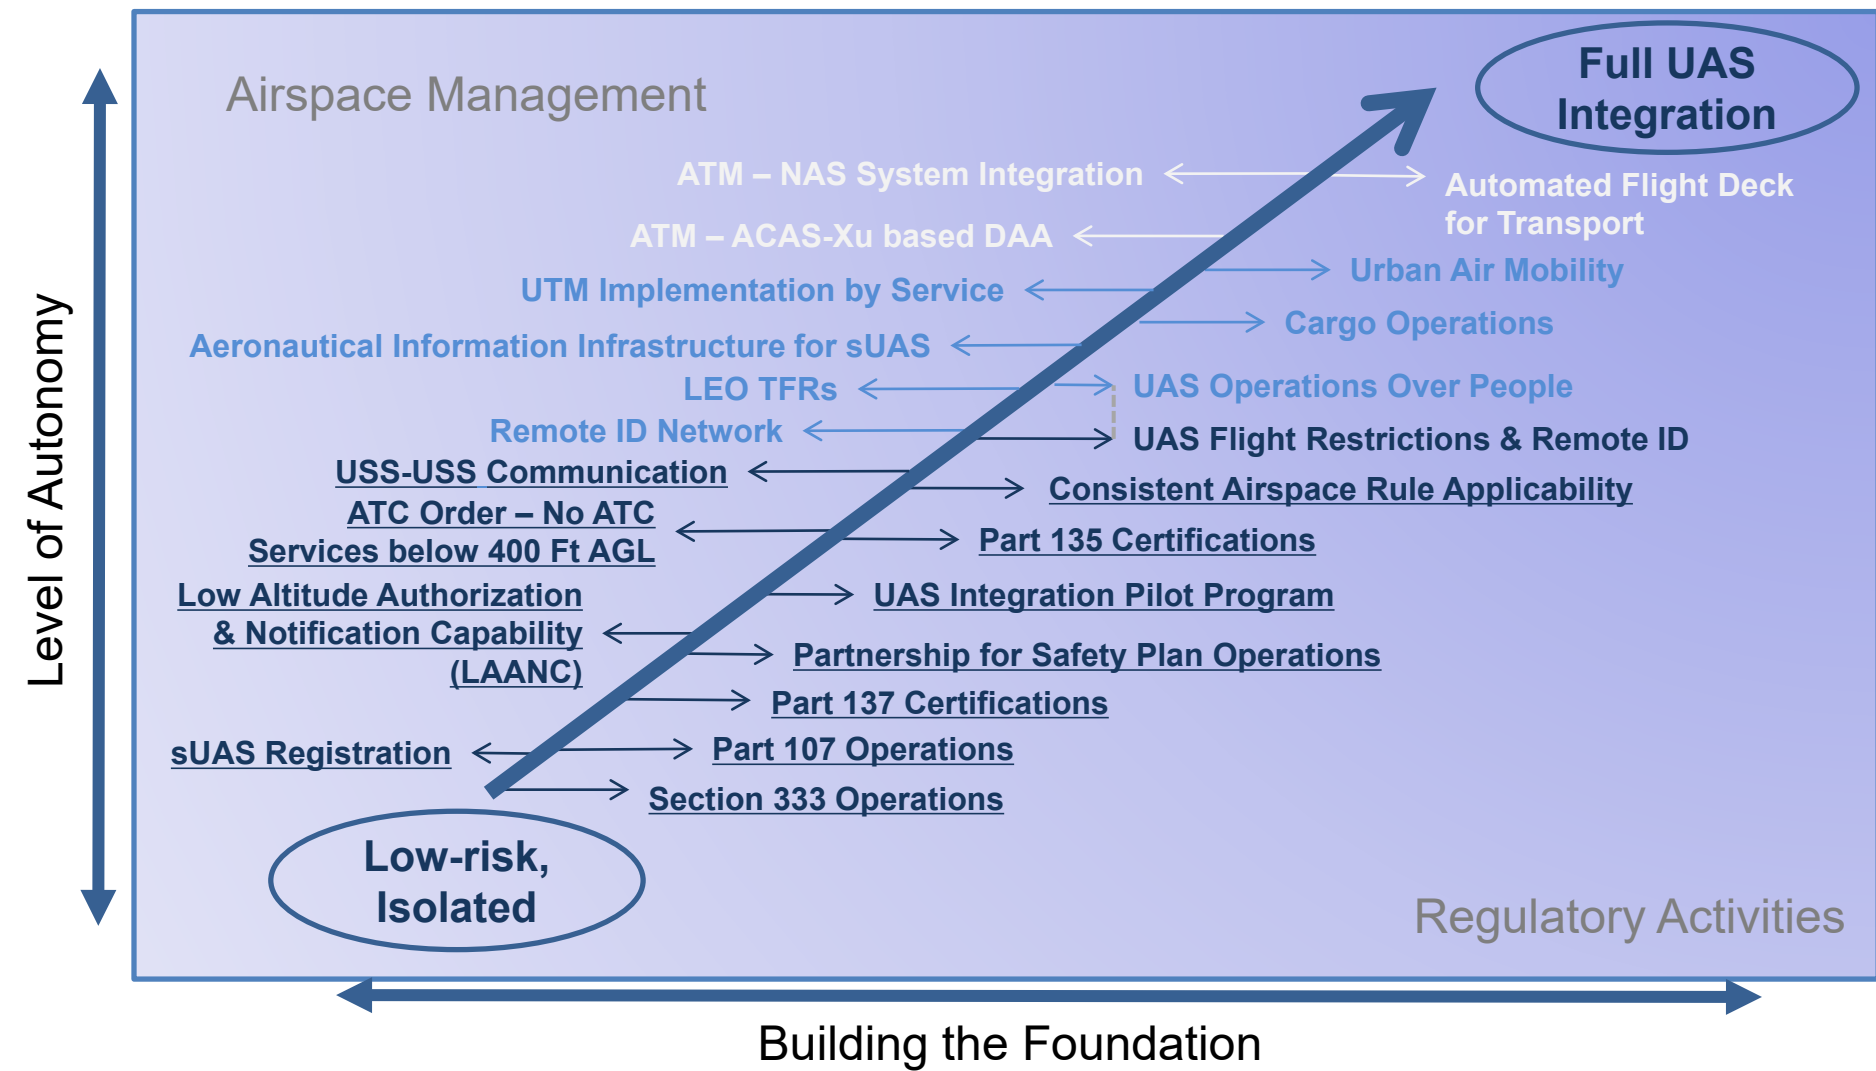 Full UAS
Integration
Airspace Management
ATM – NAS System Integration
Automated Flight Deck
for Transport
ATM – ACAS-Xu based DAA
Urban Air Mobility
UTM Implementation by Service
Cargo Operations
Aeronautical Information Infrastructure for sUAS
LEO TFRs
UAS Operations Over People
Remote ID Network
UAS Flight Restrictions & Remote ID
USS-USS Communication
Consistent Airspace Rule Applicability
ATC Order – No ATC
Services below 400 Ft AGL
Part 135 Certifications
Low Altitude Authorization
& Notification Capability
(LAANC)
UAS Integration Pilot Program
Partnership for Safety Plan Operations
Part 137 Certifications
sUAS Registration
Part 107 Operations
Section 333 Operations
Low-risk,
Isolated
Regulatory Activities
Level of Autonomy
Building the Foundation